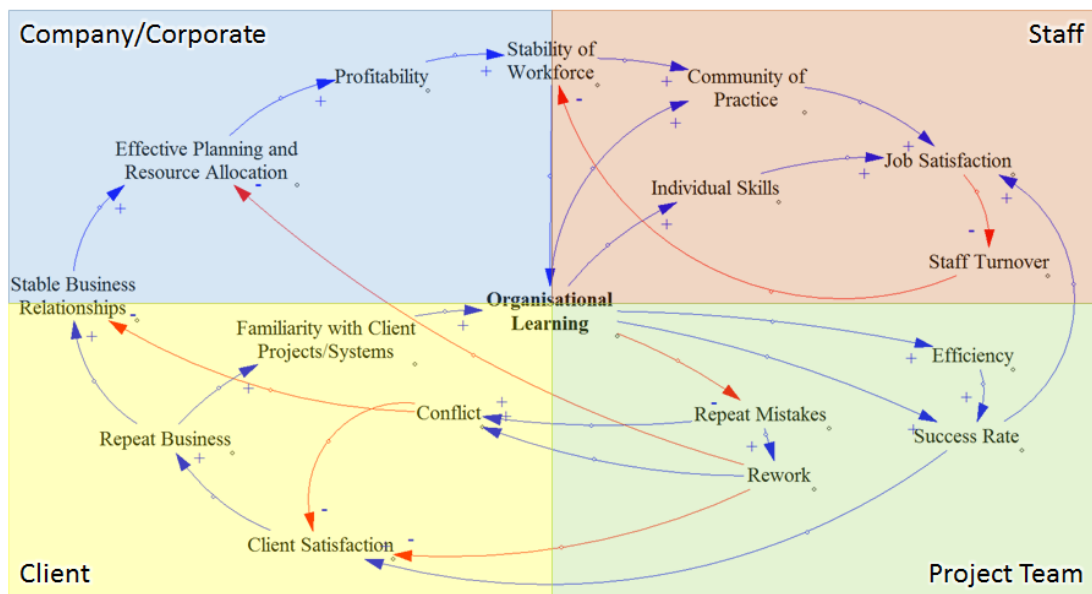 Company/Corporate
Staff
Stability of
Workforce
Profitability
Community of
Practice
Effective Planning and
Resource Allocation
Job Satisfaction
Individual Skills
Staff Turnover
Stable Business
Relationships
Organisational
Learning
Familiarity with Client
Projects/Systems
Efficiency
Conflict
Repeat Mistakes
Repeat Business
Success Rate
Rework
Client Satisfaction
Client
Project Team